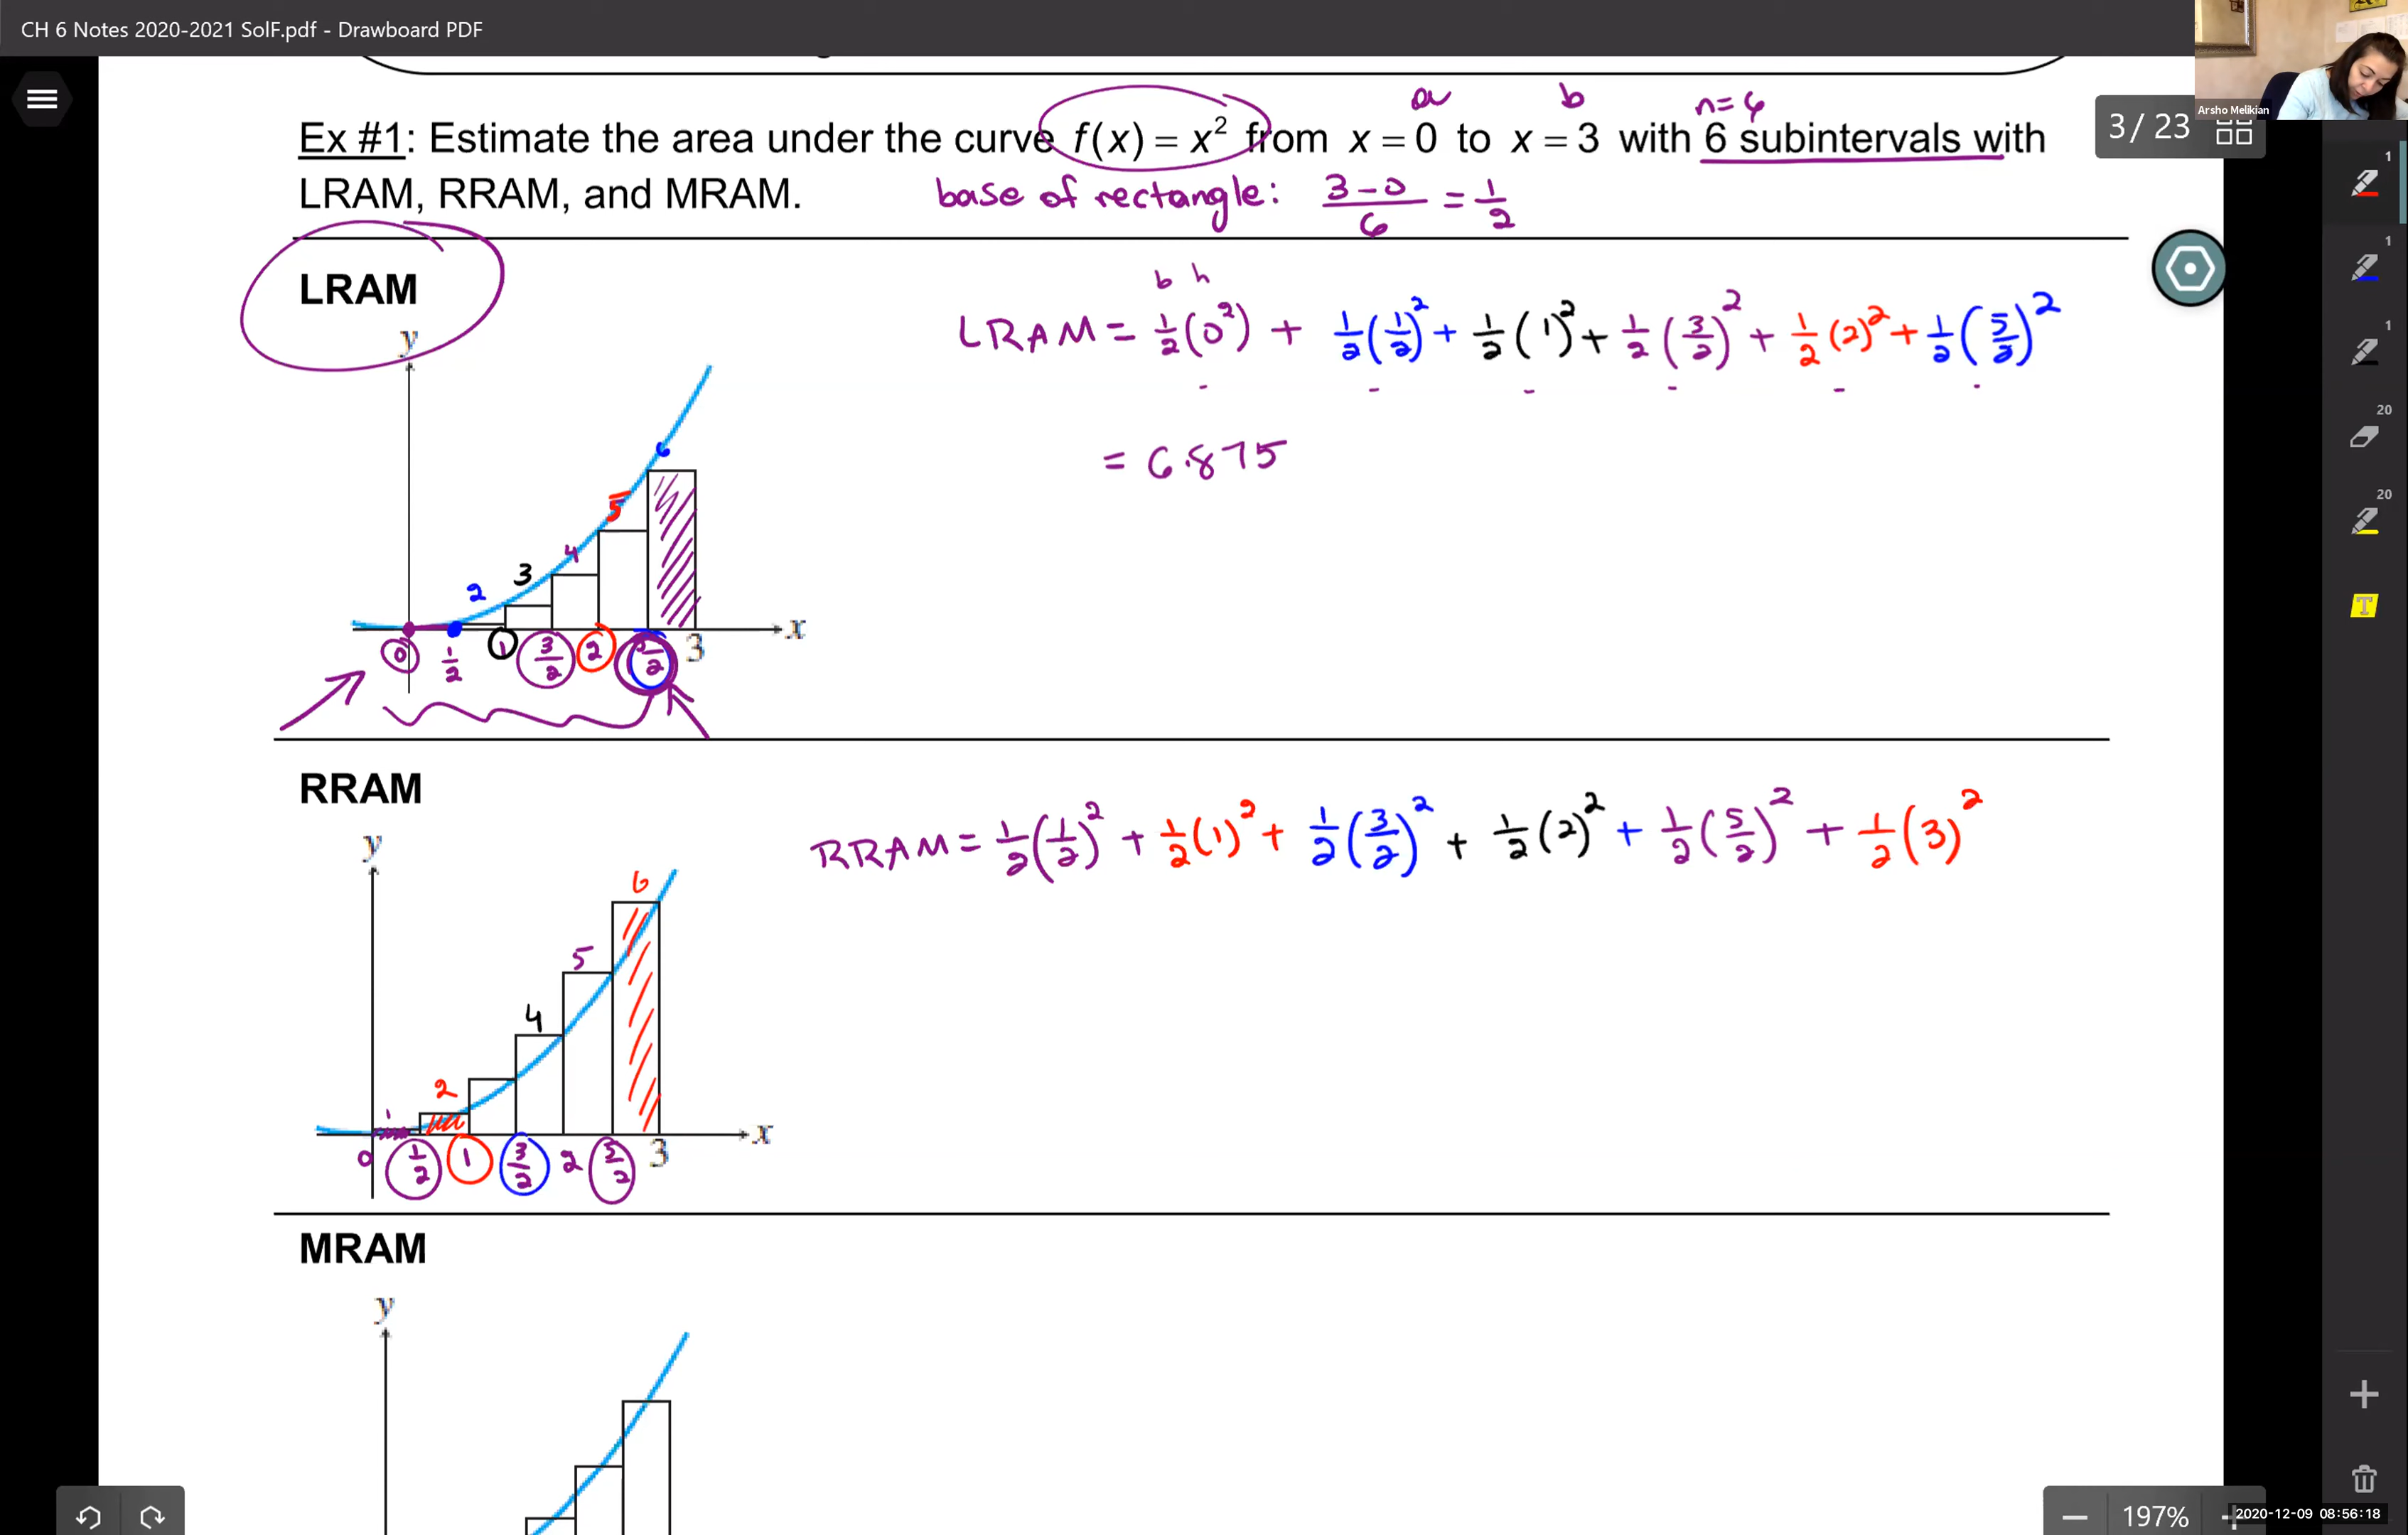 CH 6 Notes 2020-2021 SolF.pdf - Drawboard PDF
Arsho Melikian
a b n=6
Ex #1: Estimate the area under the curve f(x) = x² from x = 0 to x = 3 with 6 subintervals with
3 / 23
LRAM, RRAM, and MRAM. base of rectangle: (3-0)/6 = 1/2
LRAM
b h
LRAM = 1/2(0²) + 1/2(1/2)² + 1/2(1)² + 1/2(3/2)² + 1/2(2)² + 1/2(5/2)²
= 6.875
y
6
5
4
3
2
x
0 1/2 1 3/2 2 5/2 3
RRAM
RRAM = 1/2(1/2)² + 1/2(1)² + 1/2(3/2)² + 1/2(2)² + 1/2(5/2)² + 1/2(3)²
y
6
5
4
2
1
x
0 1/2 1 3/2 2 5/2 3
MRAM
y
1
1
1
20
20
T
197%
2020-12-09 08:56:18